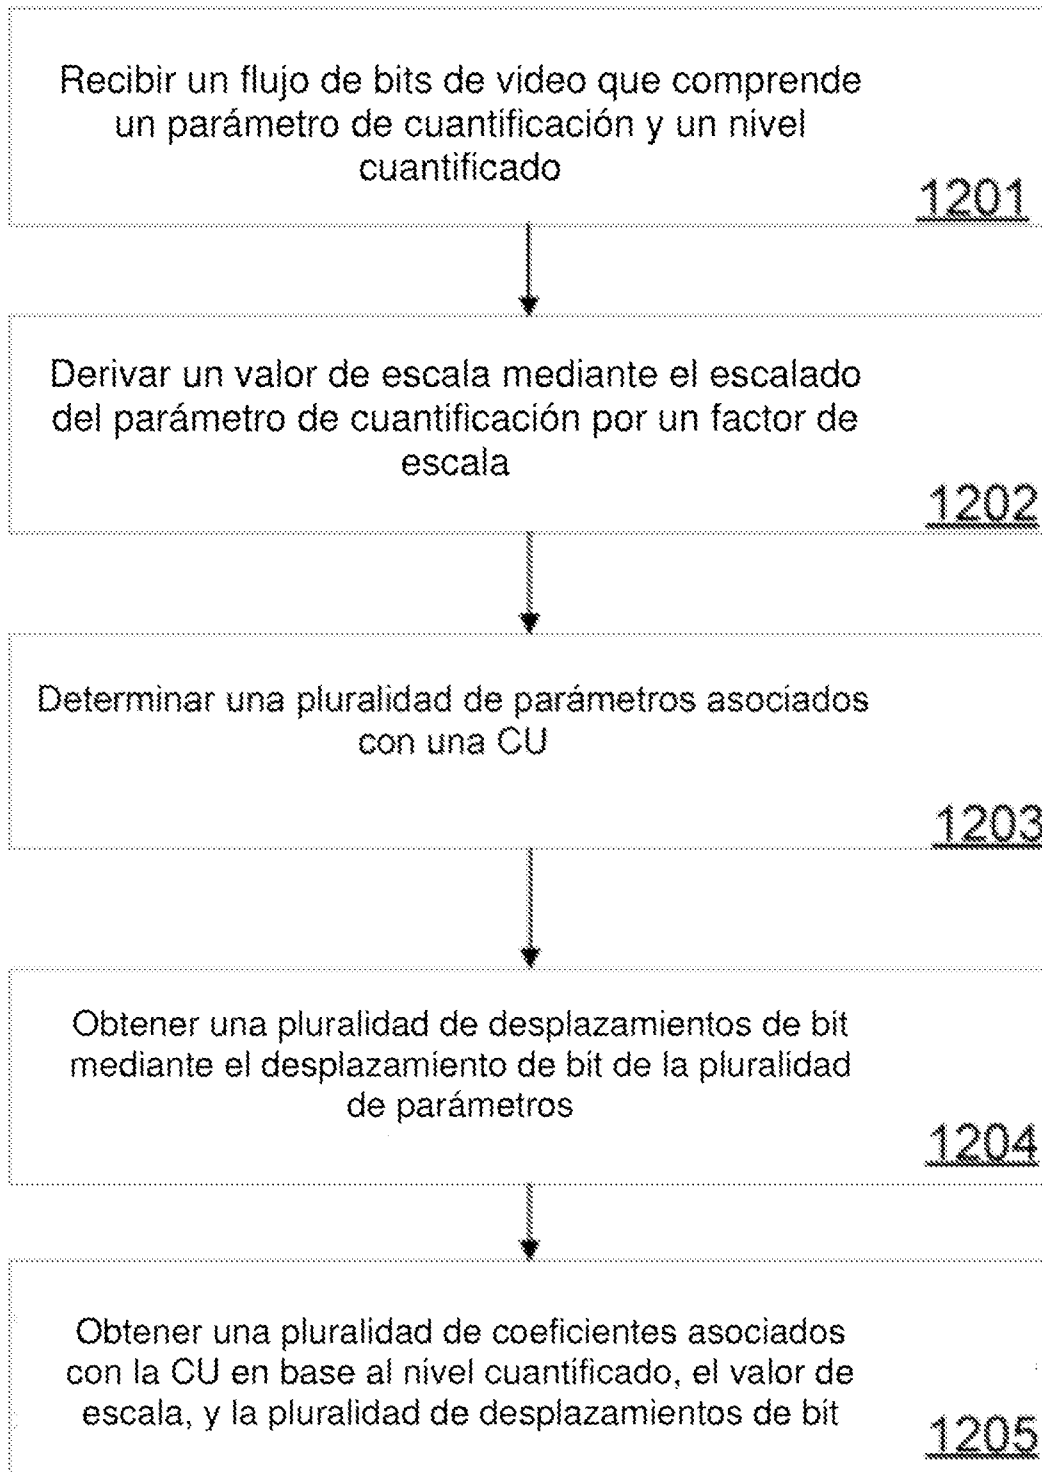 Recibir un flujo de bits de video que comprende
un parámetro de cuantificación y un nivel
cuantificado
1201
Derivar un valor de escala mediante el escalado
del parámetro de cuantificación por un factor de
escala
1202
Determinar una pluralidad de parámetros asociados
con una CU
1203
Obtener una pluralidad de desplazamientos de bit
mediante el desplazamiento de bit de la pluralidad
de parámetros
1204
Obtener una pluralidad de coeficientes asociados
con la CU en base al nivel cuantificado, el valor de
escala, y la pluralidad de desplazamientos de bit
1205